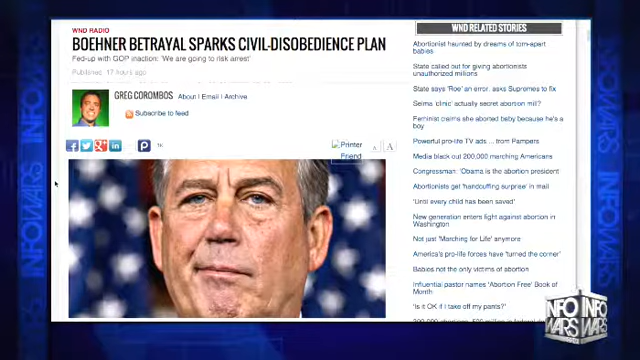 WND RADIO
BOEHNER BETRAYAL SPARKS CIVIL-DISOBEDIENCE PLAN
Fed-up with GOP inaction: 'We are going to risk arrest'
Published: 17 hours ago
GREG COROMBOS About | Email | Archive
Subscribe to feed
1K
Printer
Friend
A A
WND RELATED STORIES
Abortionist haunted by dreams of torn-apart
babies
State called out for giving abortionists
unauthorized millions
State says 'Roe' an error, asks Supremes to fix
Selma 'clinic' actually secret abortion mill?
Feminist claims she aborted baby because he's a
boy
Powerful pro-life TV ads ... from Pampers
Media black out 200,000 marching Americans
Congressman: 'Obama is the abortion president
Abortionist gets 'handcuffing surprise' in mail
'Until every child has been saved'
New generation enters fight against abortion in
Washington
Not just 'Marching for Life' anymore
America's pro-life forces have 'turned the corner'
Babies not the only victims of abortion
Influential pastor names 'Abortion Free' Book of
Month
'Is it OK if I take off my pants?'
INFOWARS
INFO WARS
INFO WARS